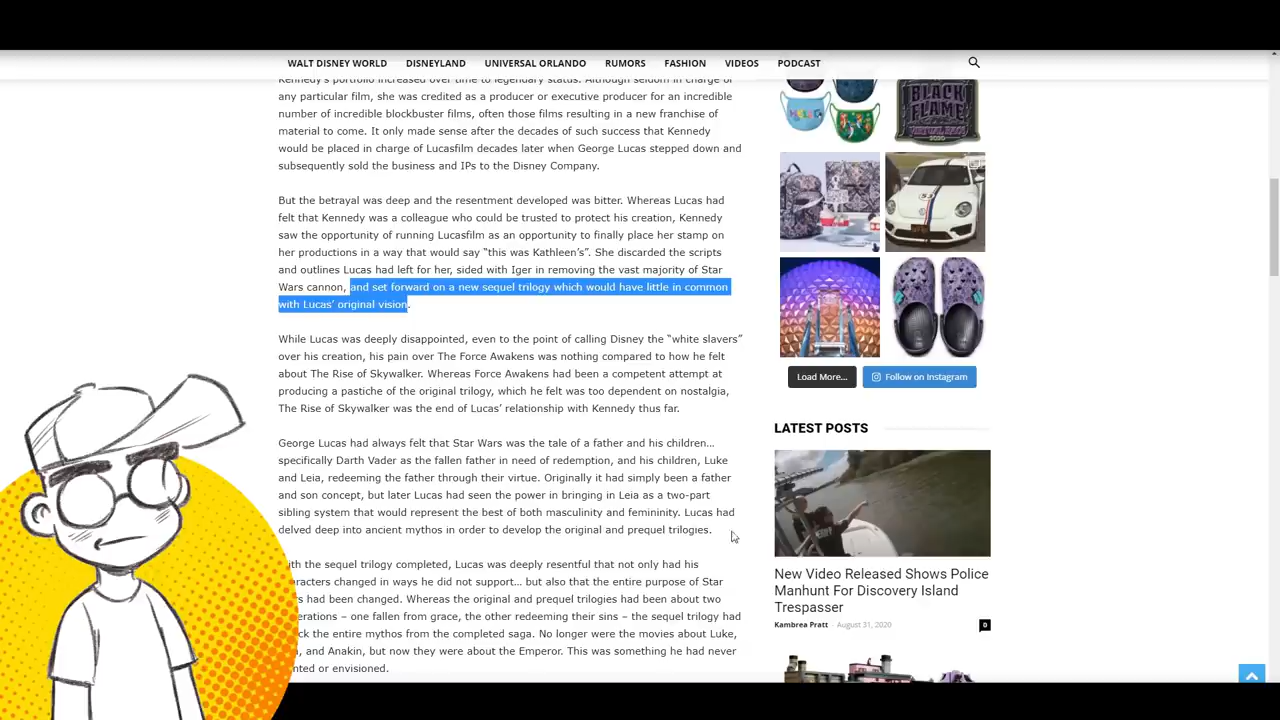 WALT DISNEY WORLD
DISNEYLAND
UNIVERSAL ORLANDO
RUMORS
FASHION
VIDEOS
PODCAST
Kennedy's portfolio increased over time to legendary status. Although seldom in charge of
any particular film, she was credited as a producer or executive producer for an incredible
number of incredible blockbuster films, often those films resulting in a new franchise of
material to come. It only made sense after the decades of such success that Kennedy
would be placed in charge of Lucasfilm decades later when George Lucas stepped down and
subsequently sold the business and IPs to the Disney Company.
But the betrayal was deep and the resentment developed was bitter. Whereas Lucas had
felt that Kennedy was a colleague who could be trusted to protect his creation, Kennedy
saw the opportunity of running Lucasfilm as an opportunity to finally place her stamp on
her productions in a way that would say "this was Kathleen's". She discarded the scripts
and outlines Lucas had left for her, sided with Iger in removing the vast majority of Star
Wars cannon, and set forward on a new sequel trilogy which would have little in common
with Lucas' original vision.
While Lucas was deeply disappointed, even to the point of calling Disney the "white slavers"
over his creation, his pain over The Force Awakens was nothing compared to how he felt
about The Rise of Skywalker. Whereas Force Awakens had been a competent attempt at
producing a pastiche of the original trilogy, which he felt was too dependent on nostalgia,
The Rise of Skywalker was the end of Lucas' relationship with Kennedy thus far.
George Lucas had always felt that Star Wars was the tale of a father and his children…
specifically Darth Vader as the fallen father in need of redemption, and his children, Luke
and Leia, redeeming the father through their virtue. Originally it had simply been a father
and son concept, but later Lucas had seen the power in bringing in Leia as a two-part
sibling system that would represent the best of both masculinity and femininity. Lucas had
delved deep into ancient mythos in order to develop the original and prequel trilogies.
ith the sequel trilogy completed, Lucas was deeply resentful that not only had his
aracters changed in ways he did not support… but also that the entire purpose of Star
rs had been changed. Whereas the original and prequel trilogies had been about two
erations – one fallen from grace, the other redeeming their sins – the sequel trilogy had
ck the entire mythos from the completed saga. No longer were the movies about Luke,
, and Anakin, but now they were about the Emperor. This was something he had never
nted or envisioned.
BLACK
FLAME
2020
53
Load More...
Follow on Instagram
LATEST POSTS
New Video Released Shows Police
Manhunt For Discovery Island
Trespasser
Kambrea Pratt - August 31, 2020
0